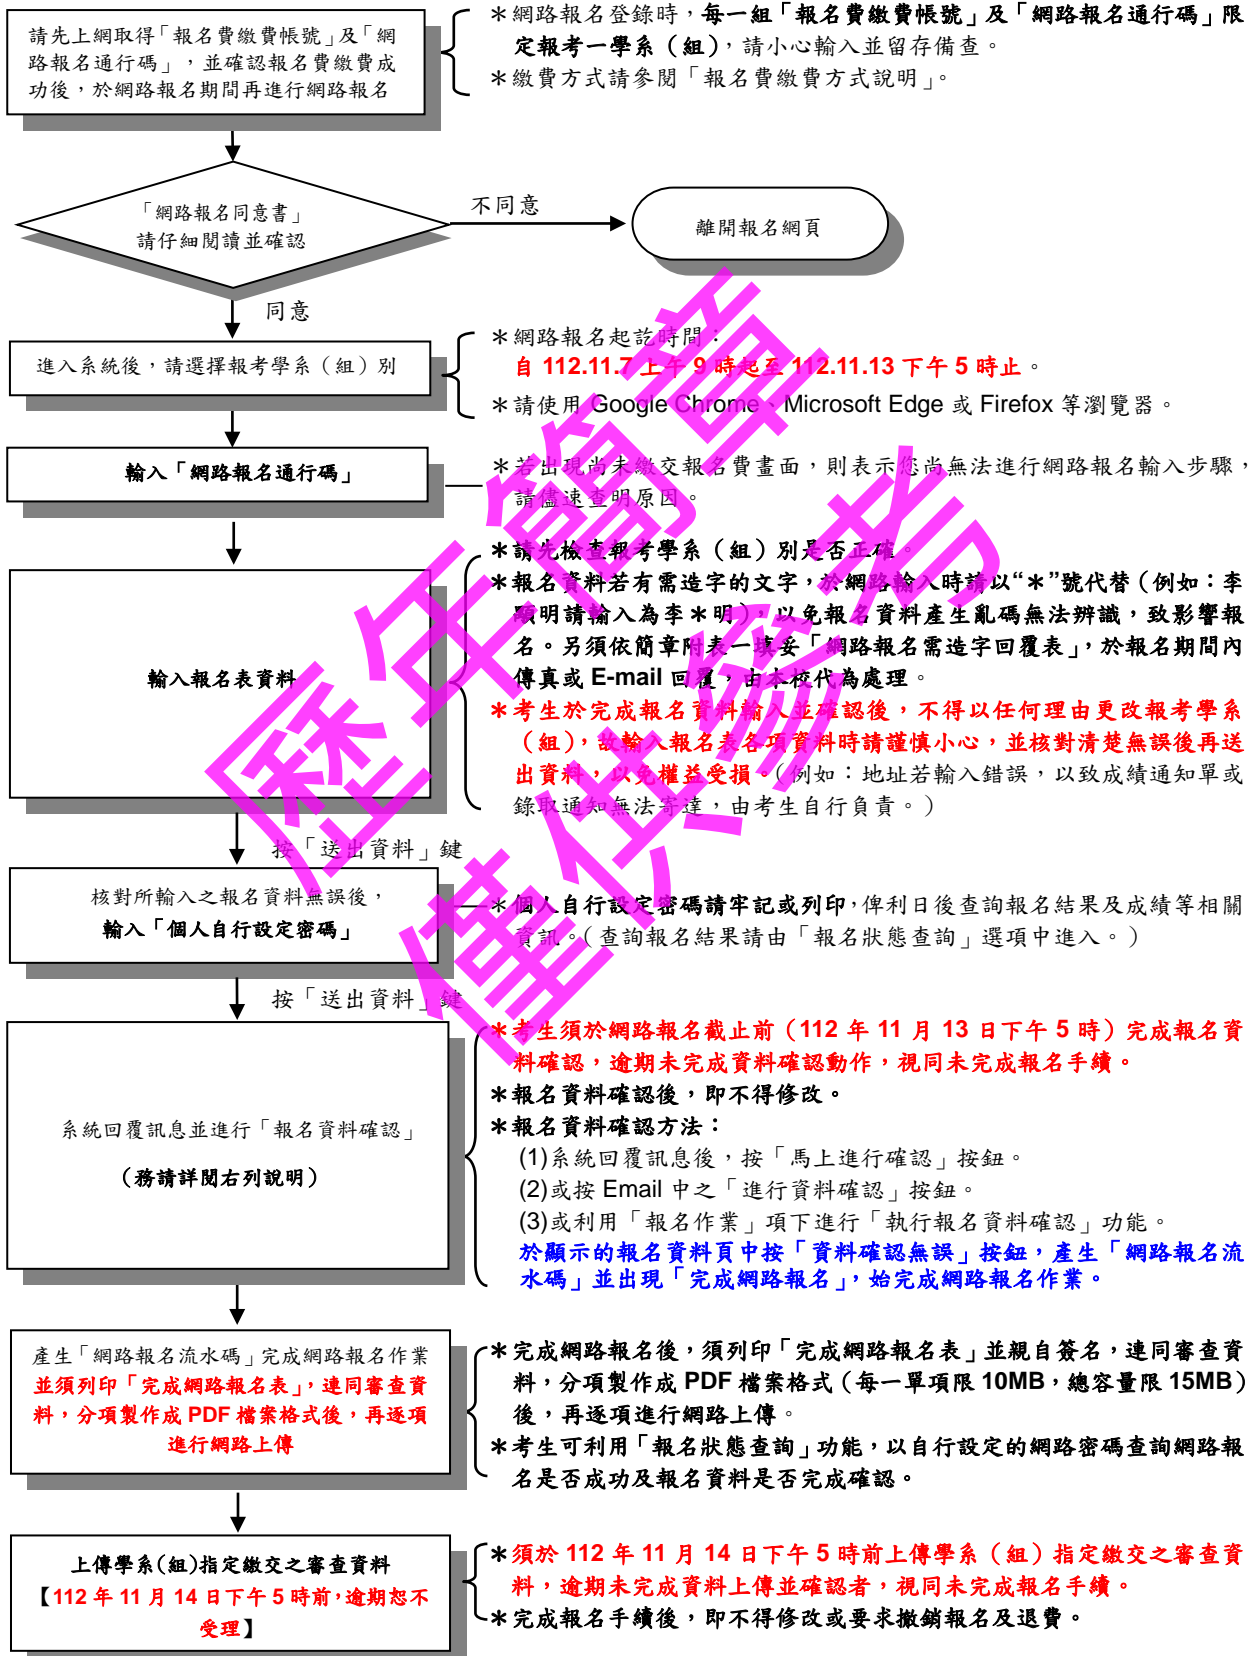 請先上網取得「報名費繳費帳號」及「網
路報名通行碼」，並確認報名費繳費成
功後，於網路報名期間再進行網路報名
＊網路報名登錄時，每一組「報名費繳費帳號」及「網路報名通行碼」限
定報考一學系（組），請小心輸入並留存備查。
＊繳費方式請參閱「報名費繳費方式說明」。
「網路報名同意書」
請仔細閱讀並確認
不同意
離開報名網頁
同意
進入系統後，請選擇報考學系（組）別
＊網路報名起訖時間：
自 112.11.7 上午 9 時起至 112.11.13 下午 5 時止。
＊請使用 Google Chrome、Microsoft Edge 或 Firefox 等瀏覽器。
輸入「網路報名通行碼」
＊若出現尚未繳交報名費畫面，則表示您尚無法進行網路報名輸入步驟，
請儘速查明原因。
輸入報名表資料
＊請先檢查報考學系（組）別是否正確。
＊報名資料若有需造字的文字，於網路輸入時請以“＊”號代替（例如：李
顺明請輸入為李＊明），以免報名資料產生亂碼無法辨識，致影響報
名。另須依簡章附表一填妥「網路報名需造字回覆表」，於報名期間內
傳真或 E-mail 回覆，由本校代為處理。
＊考生於完成報名資料輸入並確認後，不得以任何理由更改報考學系
（組），故輸入報名表各項資料時請謹慎小心，並核對清楚無誤後再送
出資料，以免權益受損。（例如：地址若輸入錯誤，以致成績通知單或
錄取通知無法寄達，由考生自行負責。）
按「送出資料」鍵
核對所輸入之報名資料無誤後，
輸入「個人自行設定密碼」
＊個人自行設定密碼請牢記或列印，俾利日後查詢報名結果及成績等相關
資訊。（查詢報名結果請由「報名狀態查詢」選項中進入。）
按「送出資料」鍵
系統回覆訊息並進行「報名資料確認」
（務請詳閱右列說明）
＊考生須於網路報名截止前（112 年 11 月 13 日下午 5 時）完成報名資
料確認，逾期未完成資料確認動作，視同未完成報名手續。
＊報名資料確認後，即不得修改。
＊報名資料確認方法：
(1)系統回覆訊息後，按「馬上進行確認」按鈕。
(2)或按 Email 中之「進行資料確認」按鈕。
(3)或利用「報名作業」項下進行「執行報名資料確認」功能。
於顯示的報名資料頁中按「資料確認無誤」按鈕，產生「網路報名流
水碼」並出現「完成網路報名」，始完成網路報名作業。
產生「網路報名流水碼」完成網路報名作業
並須列印「完成網路報名表」，連同審查資
料，分項製作成 PDF 檔案格式後，再逐項
進行網路上傳
＊完成網路報名後，須列印「完成網路報名表」並親自簽名，連同審查資
料，分項製作成 PDF 檔案格式（每一單項限 10MB，總容量限 15MB）
後，再逐項進行網路上傳。
＊考生可利用「報名狀態查詢」功能，以自行設定的網路密碼查詢網路報
名是否成功及報名資料是否完成確認。
上傳學系(組)指定繳交之審查資料
【112 年 11 月 14 日下午 5 時前，逾期恕不
受理】
＊須於 112 年 11 月 14 日下午 5 時前上傳學系（組）指定繳交之審查資
料，逾期未完成資料上傳並確認者，視同未完成報名手續。
＊完成報名手續後，即不得修改或要求撤銷報名及退費。
歷年簡章
僅供參考